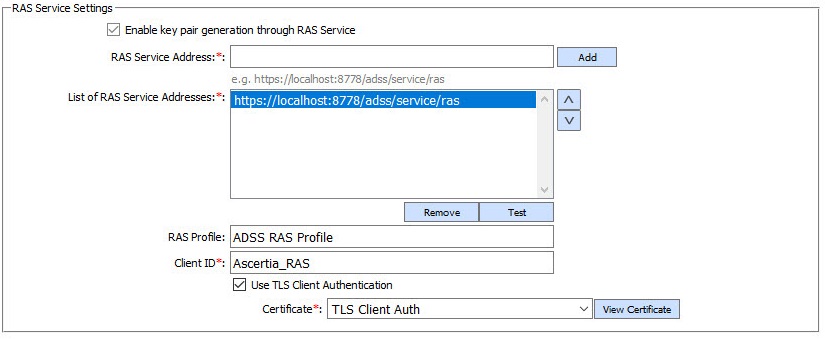 RAS Service Settings
Enable key pair generation through RAS Service
RAS Service Address:*: Add
e.g. https://localhost:8778/adss/service/ras
List of RAS Service Addresses:*: https://localhost:8778/adss/service/ras
Remove Test
RAS Profile: ADSS RAS Profile
Client ID*: Ascertia_RAS
Use TLS Client Authentication
Certificate*: TLS Client Auth View Certificate